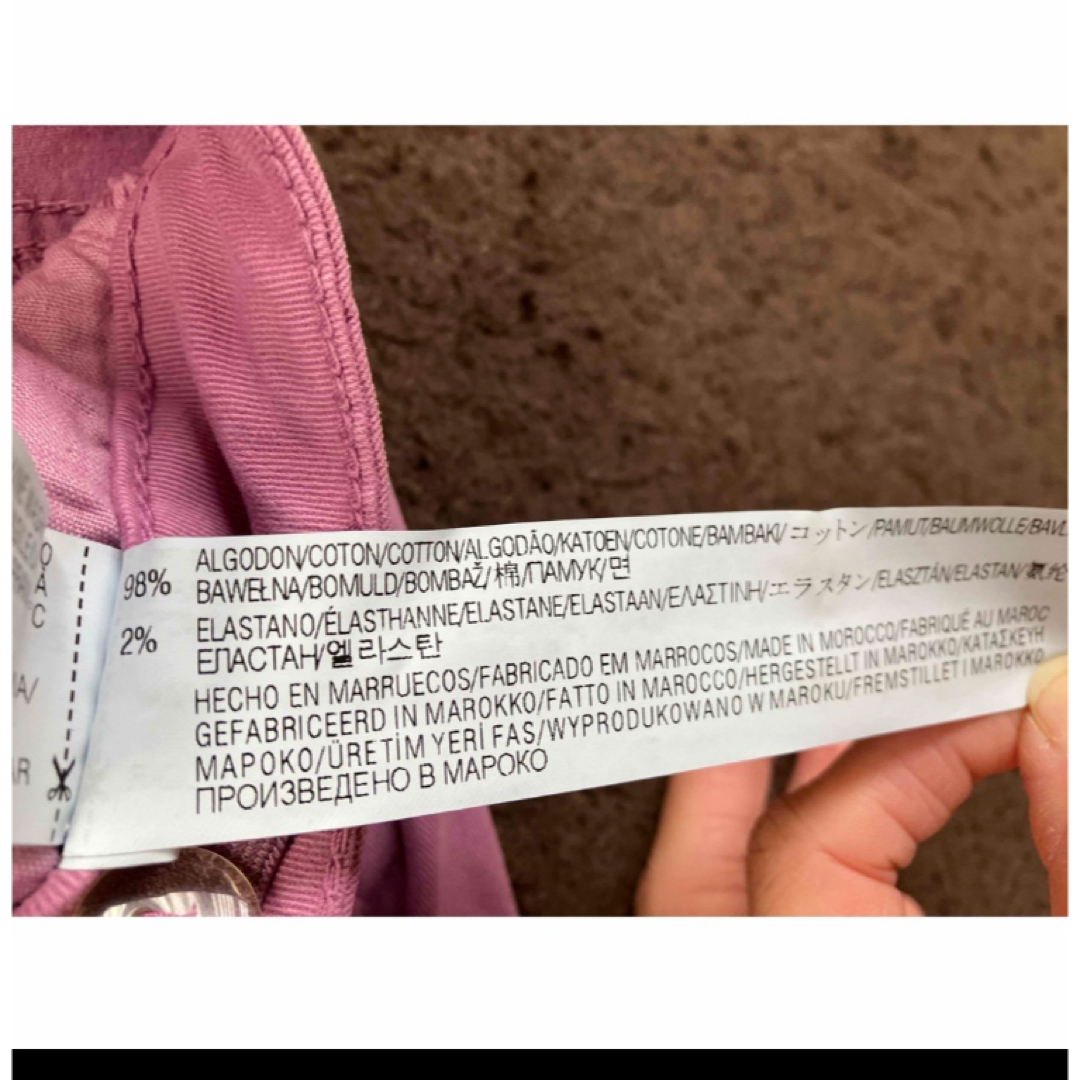 98%
ALGODON/COTON/COTTON/ALGODÃO/KATOEN/COTONE/BAMBAKI/コットン/PAMUT/BAUMWOLLE/
BAWEŁNA/BOMULD/BOMBAŽ/棉/ПАМУК/면
2%
ELASTANO/ÉLASTHANNE/ELASTANE/ELASTAAN/ΕΛΑΣΤΙΝΗ/エラスタン/ELASZTÁN/ELASTAN/
ЕЛАСТАН/엘라스탄
HECHO EN MARRUECOS/FABRICADO EM MARROCOS/MADE IN MOROCCO/FABRIQUÉ AU MAROC
GEFABRICEERD IN MAROKKO/FATTO IN MAROCCO/HERGESTELLT IN MAROKKO/ΚΑΤΑΣΚΕΥΗ
ΜΑΡΟΚΟ/ÜRETİM YERİ FAS/WYPRODUKOWANO W MAROKU/FREMSTILLET I MAROKKO
ПРОИЗВЕДЕНО В МАРОКО